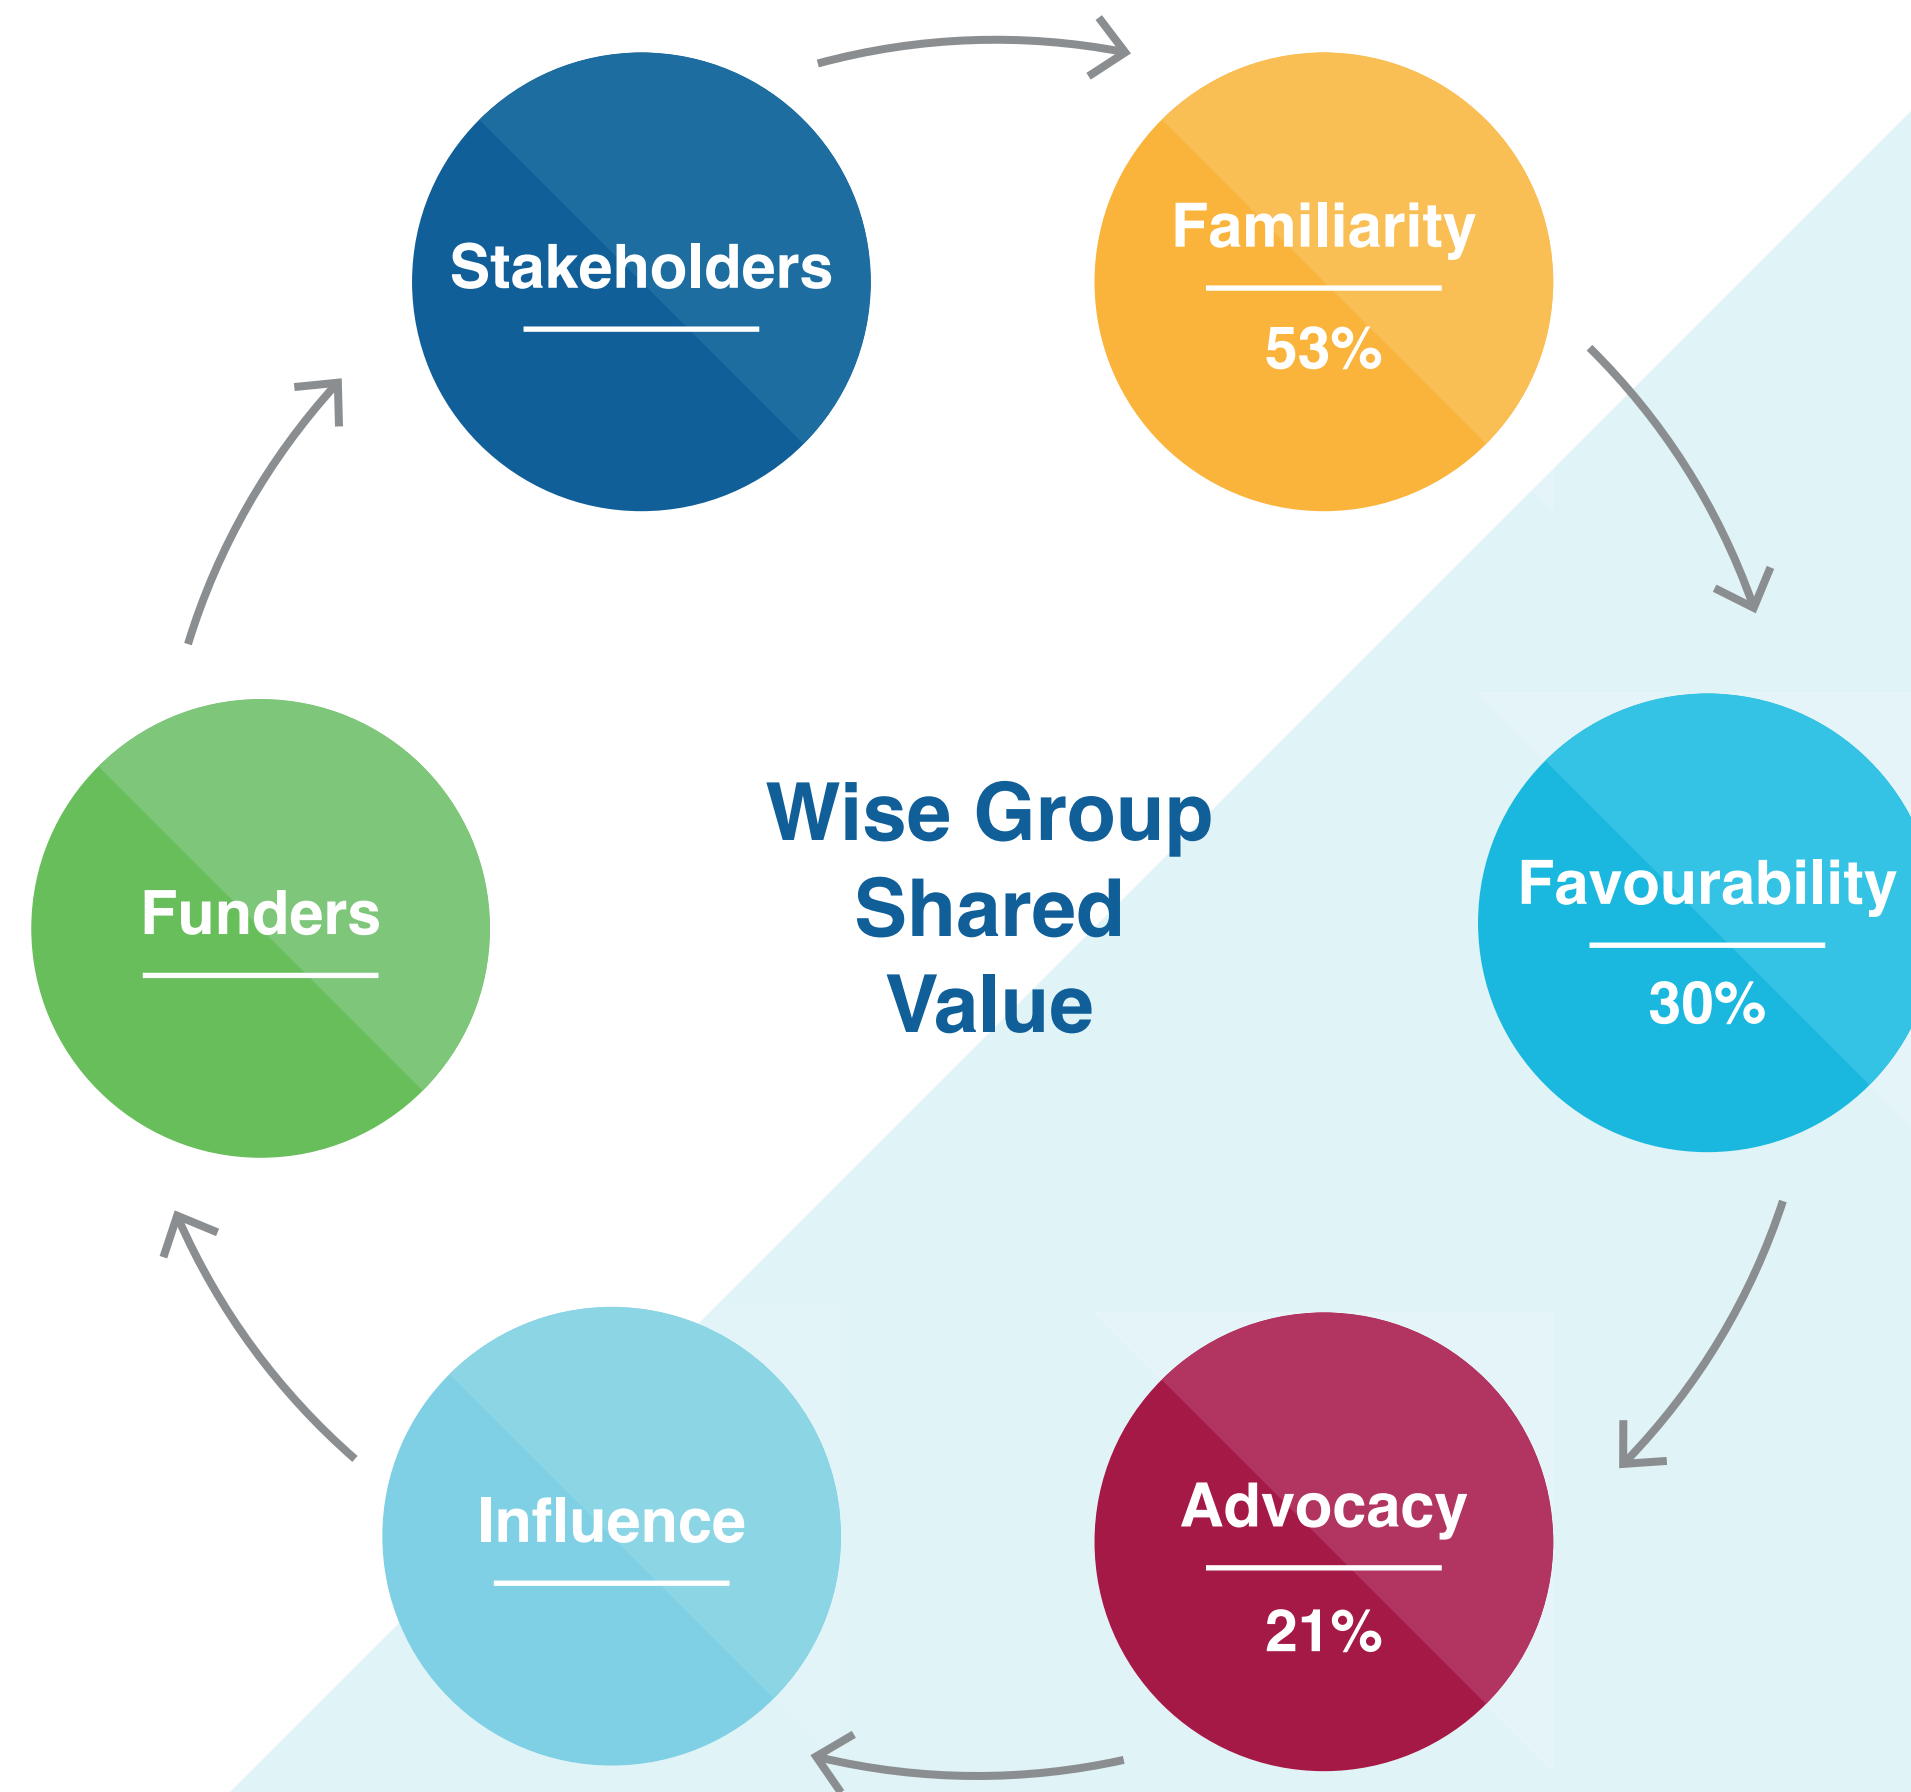 Stakeholders
Familiarity
53%
Wise Group
Shared
Value
Favourability
30%
Funders
Influence
Advocacy
21%